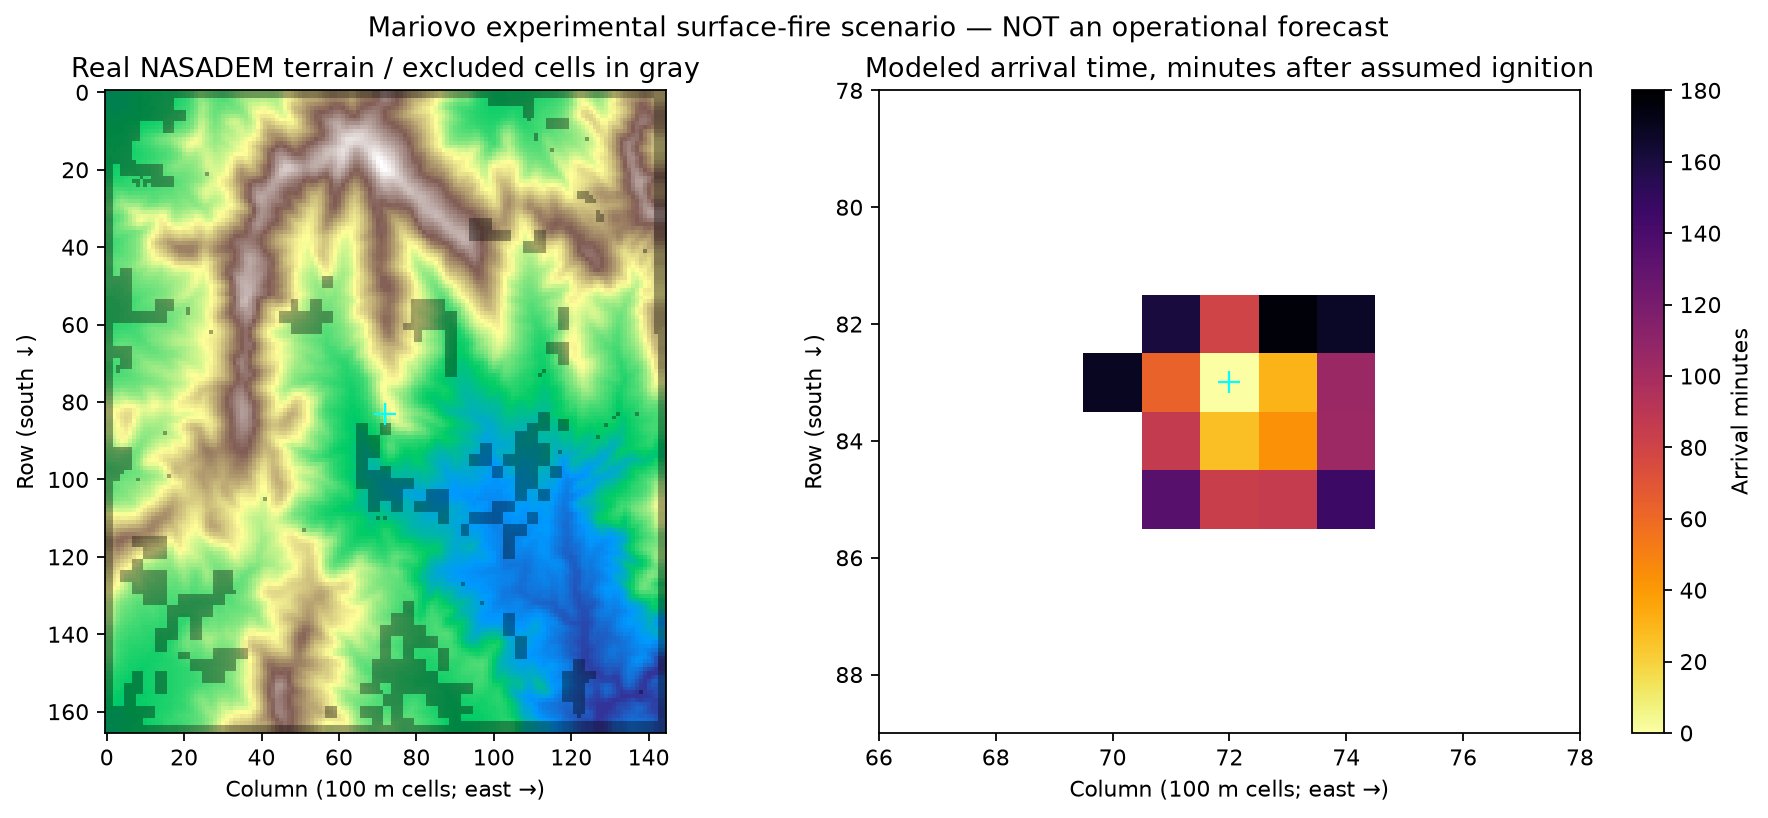 Mariovo experimental surface-fire scenario — NOT an operational forecast
Real NASADEM terrain / excluded cells in gray
0
20
40
60
80
100
120
140
160
Row (south ↓)
0 20 40 60 80 100 120 140
Column (100 m cells; east →)
Modeled arrival time, minutes after assumed ignition
78
80
82
84
86
88
Row (south ↓)
66 68 70 72 74 76 78
Column (100 m cells; east →)
180
160
140
120
100
80
60
40
20
0
Arrival minutes